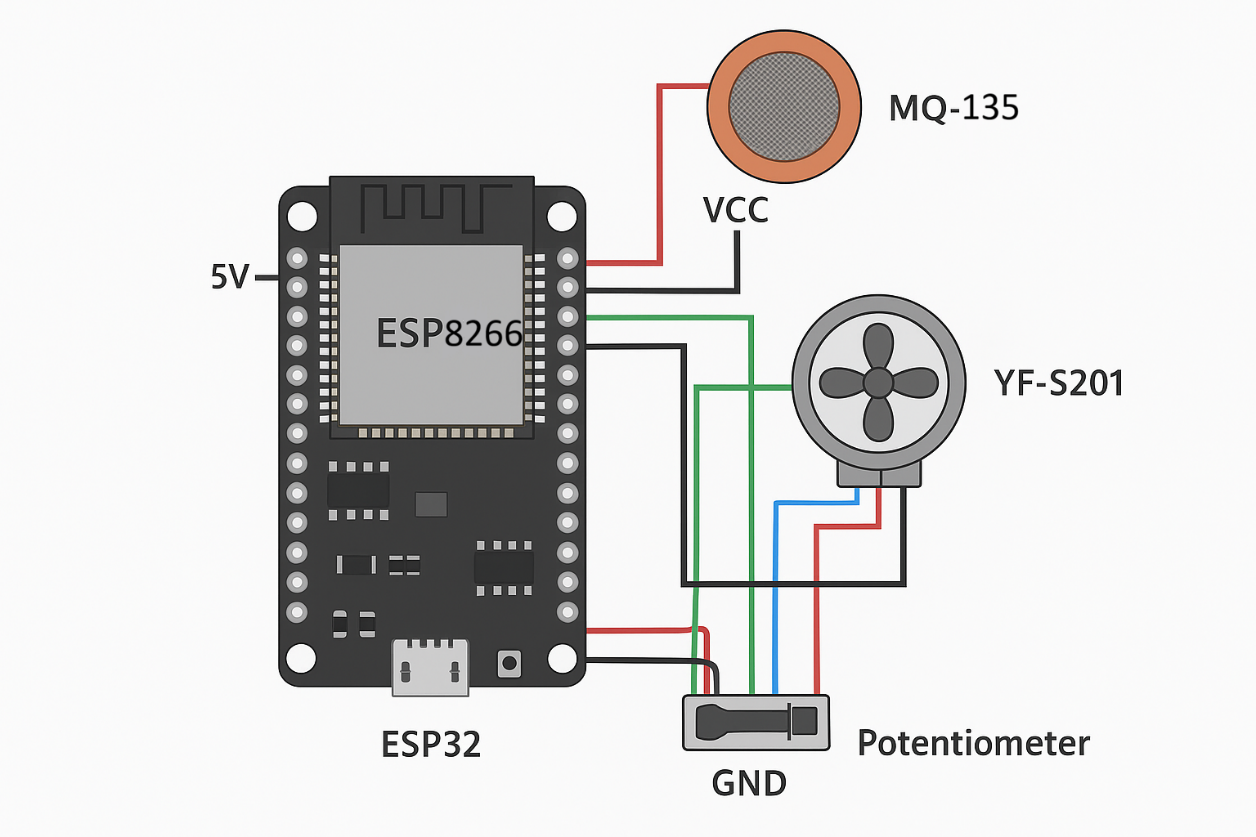 MQ-135
VCC
5V
ESP8266
YF-S201
ESP32
Potentiometer
GND